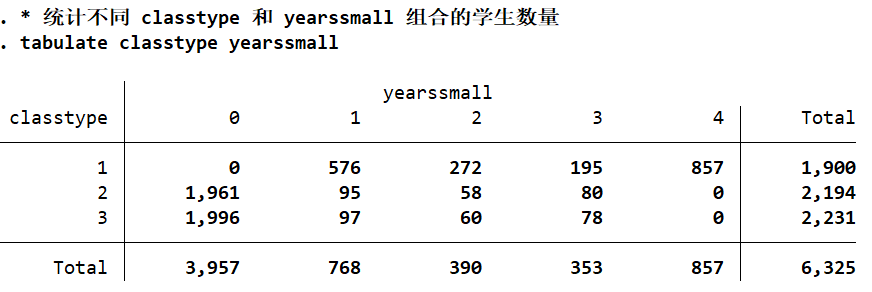 . * 统计不同 classtype 和 yearssmall 组合的学生数量
. tabulate classtype yearssmall
yearssmall
classtype 0 1 2 3 4 Total
1 0 576 272 195 857 1,900
2 1,961 95 58 80 0 2,194
3 1,996 97 60 78 0 2,231
Total 3,957 768 390 353 857 6,325